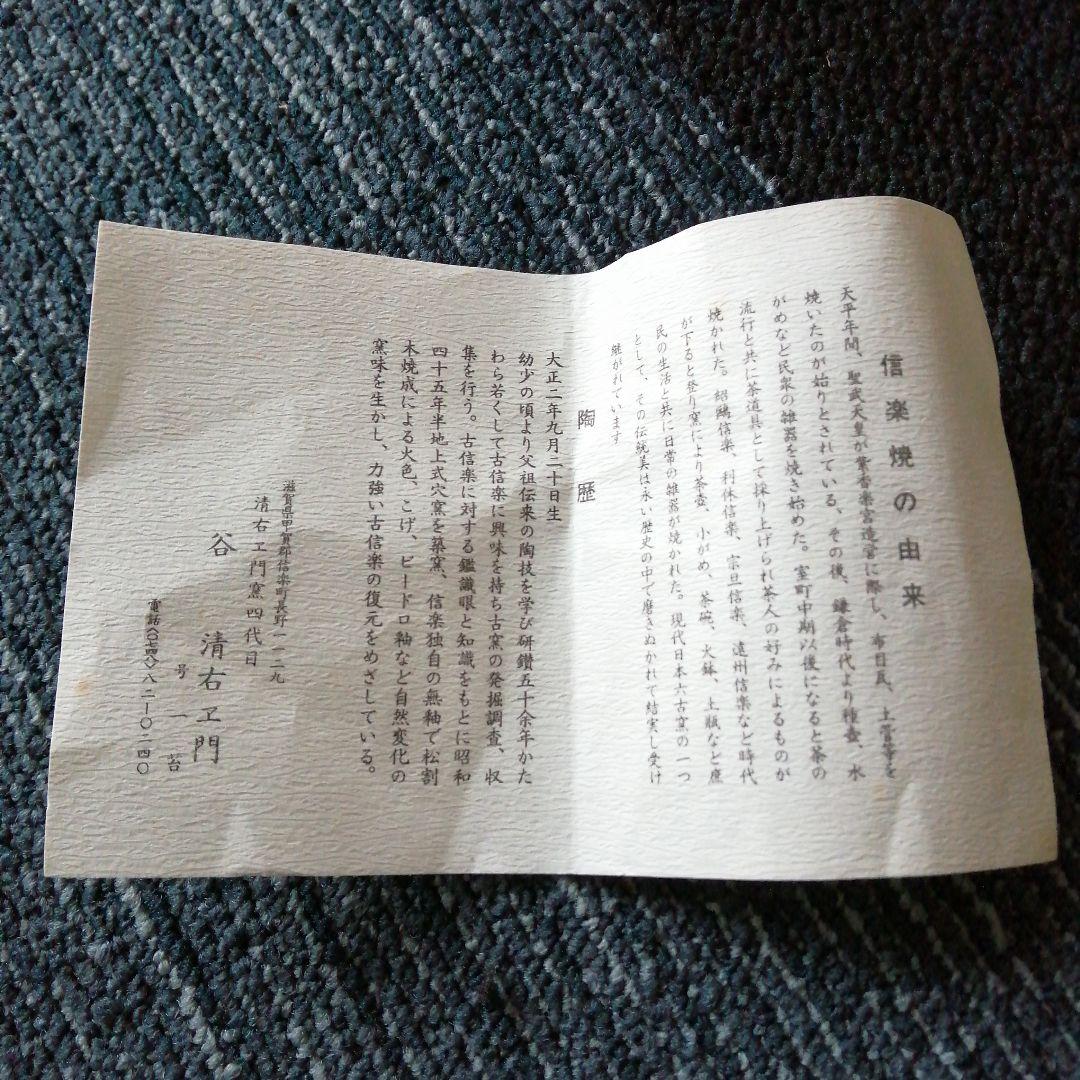 信楽焼の由来
天平年間、聖武天皇が紫香楽宮造営に際し、布目瓦、土管等を
焼いたのが始りとされている、その後、鎌倉時代より種壺、水
がめなど民衆の雑器を焼き始めた。室町中期以後になると茶の
流行と共に茶道具として採り上げられ茶人の好みによるものが
焼かれた。紹鷗信楽、利休信楽、宗旦信楽、遠州信楽など時代
が下ると登り窯により茶壺、小がめ、茶碗、火鉢、土瓶など庶
民の生活と共に日常の雑器が焼かれた。現代日本六古窯の一つ
として、その伝統美は永い歴史の中で磨きぬかれて結実し受け
継がれています
陶歴
大正二年九月二十日生
幼少の頃より父祖伝来の陶技を学び研鑽五十余年かた
わら若くして古信楽に興味を持ち古窯の発掘調査、収
集を行う。古信楽に対する鑑識眼と知識をもとに昭和
四十五年半地上式穴窯を築窯、信楽独自の無釉で松割
木焼成による火色、こげ、ビードロ釉など自然変化の
窯味を生かし、力強い古信楽の復元をめざしている。
滋賀県甲賀郡信楽町長野一一二九
清右ヱ門窯四代目
谷 清右ヱ門
号 一苔
電話〈〇七四八〉八二―〇二四〇